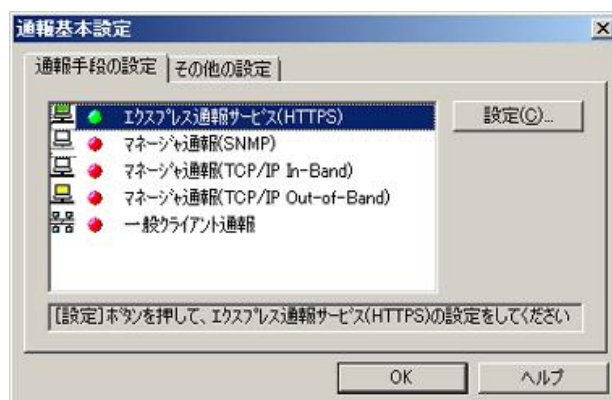 通報基本設定
通報手段の設定
その他の設定
エクスプレス通報サービス(HTTPS)
マネージャ通報(SNMP)
マネージャ通報(TCP/IP In-Band)
マネージャ通報(TCP/IP Out-of-Band)
一般クライアント通報
設定(C)...
[設定]ボタンを押して、エクスプレス通報サービス(HTTPS)の設定をしてください
OK
ヘルプ